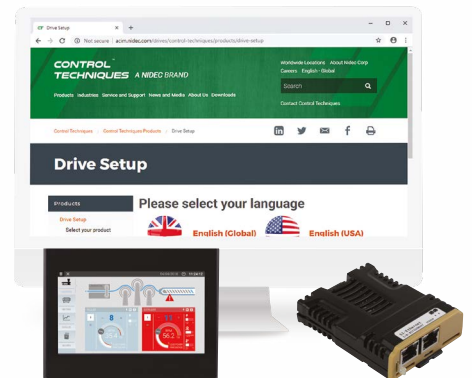 Drive Setup
Not secure | acim.nidec.com/drives/control-techniques/products/drive-setup
CONTROL
TECHNIQUES A NIDEC BRAND
Worldwide Locations About Nidec Corp
Careers English - Global
Search
Products Industries Service and Support News and Media About Us Downloads
Contact Control Techniques
Control Techniques Control Techniques Products Drive Setup
Drive Setup
Products
Drive Setup
Select your product
Please select your language
English (Global) English (USA)
8
56.2